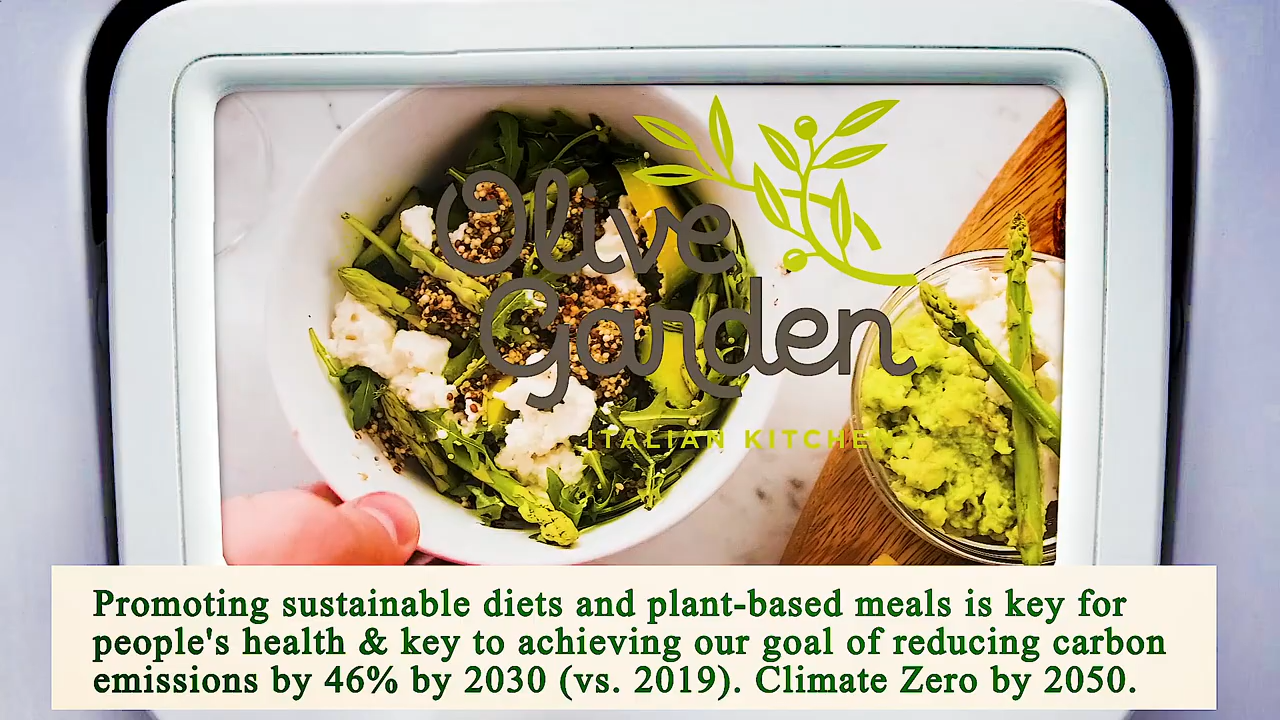 Olive
Garden
ITALIAN KITCHEN
Promoting sustainable diets and plant-based meals is key for
people's health & key to achieving our goal of reducing carbon
emissions by 46% by 2030 (vs. 2019). Climate Zero by 2050.